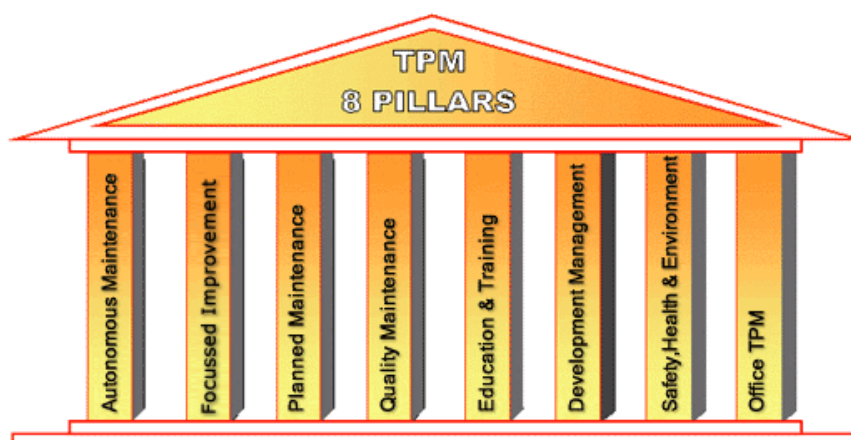 TPM
8 PILLARS
Autonomous Maintenance
Focussed Improvement
Planned Maintenance
Quality Maintenance
Education & Training
Development Management
Safety,Health & Environment
Office TPM